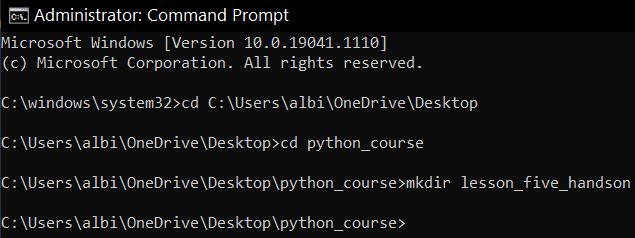 Administrator: Command Prompt
Microsoft Windows [Version 10.0.19041.1110]
(c) Microsoft Corporation. All rights reserved.
C:\windows\system32>cd C:\Users\albi\OneDrive\Desktop
C:\Users\albi\OneDrive\Desktop>cd python_course
C:\Users\albi\OneDrive\Desktop\python_course>mkdir lesson_five_handson
C:\Users\albi\OneDrive\Desktop\python_course>